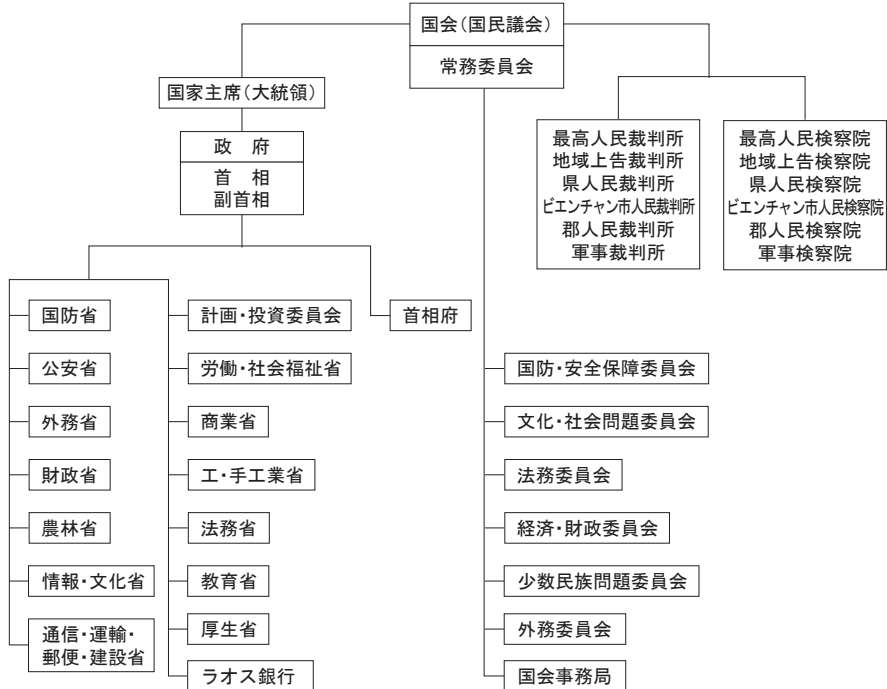 国会（国民議会）
常務委員会
国家主席（大統領）
政　府
首　相
副首相
最高人民裁判所
地域上告裁判所
県人民裁判所
ビエンチャン市人民裁判所
郡人民裁判所
軍事裁判所
最高人民検察院
地域上告検察院
県人民検察院
ビエンチャン市人民検察院
郡人民検察院
軍事検察院
国防省
公安省
外務省
財政省
農林省
情報・文化省
通信・運輸・
郵便・建設省
計画・投資委員会
労働・社会福祉省
商業省
工・手工業省
法務省
教育省
厚生省
ラオス銀行
首相府
国防・安全保障委員会
文化・社会問題委員会
法務委員会
経済・財政委員会
少数民族問題委員会
外務委員会
国会事務局